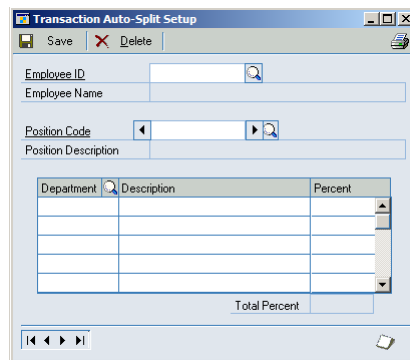 Transaction Auto-Split Setup
Save Delete
Employee ID
Employee Name
Position Code
Position Description
Department Description Percent
Total Percent